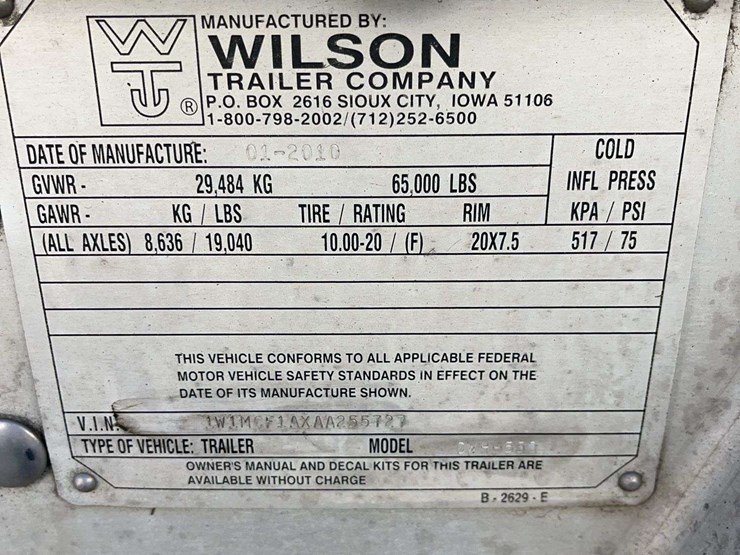 WTC ® MANUFACTURED BY:
WILSON
TRAILER COMPANY
P.O. BOX 2616 SIOUX CITY, IOWA 51106
1-800-798-2002/(712)252-6500
DATE OF MANUFACTURE: 01-2010 COLD
GVWR - 29,484 KG 65,000 LBS INFL PRESS
GAWR - KG / LBS TIRE / RATING RIM KPA / PSI
(ALL AXLES) 8,636 / 19,040 10.00-20 / (F) 20X7.5 517 / 75
THIS VEHICLE CONFORMS TO ALL APPLICABLE FEDERAL
MOTOR VEHICLE SAFETY STANDARDS IN EFFECT ON THE
DATE OF ITS MANUFACTURE SHOWN.
V.I.N.
TYPE OF VEHICLE: TRAILER MODEL
OWNER'S MANUAL AND DECAL KITS FOR THIS TRAILER ARE
AVAILABLE WITHOUT CHARGE
B - 2629 - E